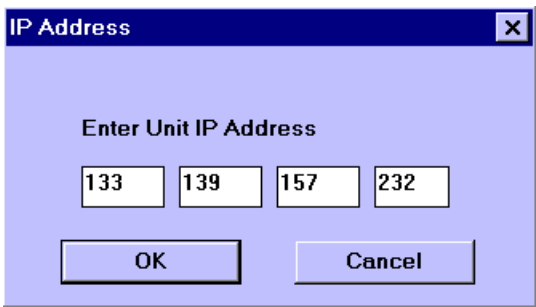 IP Address
Enter Unit IP Address
133 139 157 232
OK Cancel